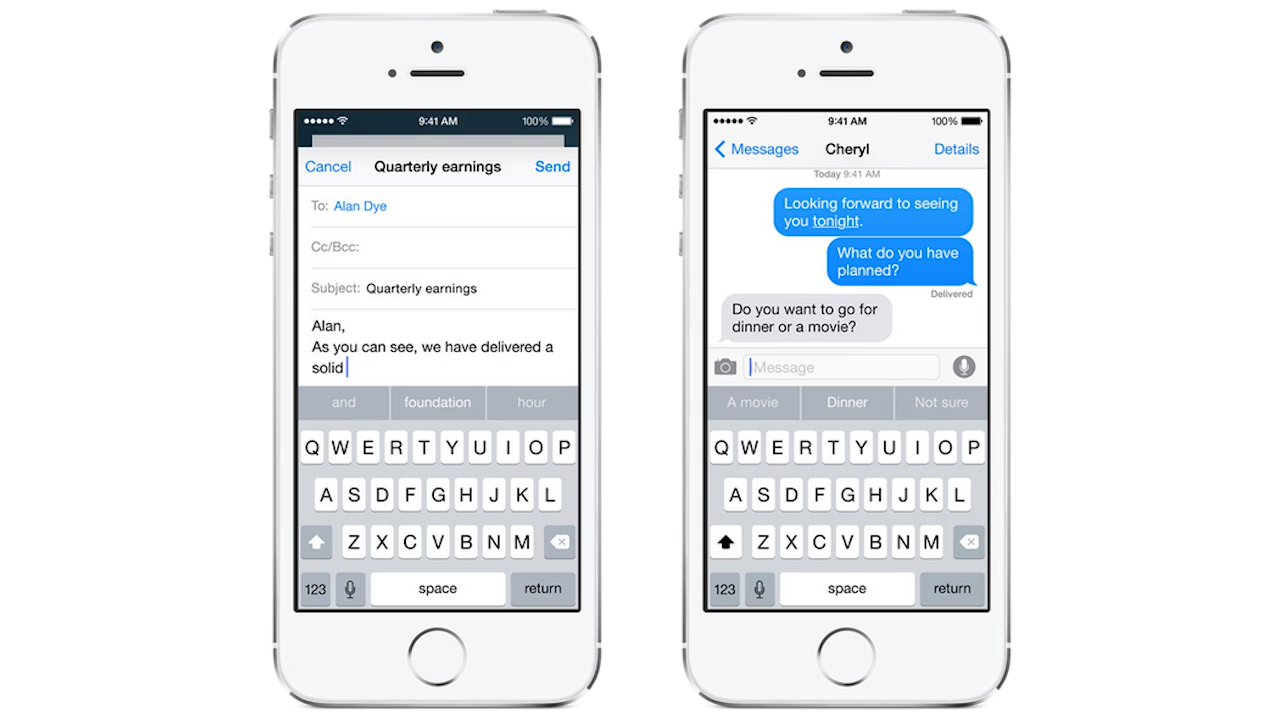 9:41 AM 100%
Cancel Quarterly earnings Send
To: Alan Dye
Cc/Bcc:
Subject: Quarterly earnings
Alan,
As you can see, we have delivered a
solid
and foundation hour
Q W E R T Y U I O P
A S D F G H J K L
Z X C V B N M
123 space return
9:41 AM 100%
Messages Cheryl Details
Today 9:41 AM
Looking forward to seeing
you tonight.
What do you have
planned?
Delivered
Do you want to go for
dinner or a movie?
iMessage
A movie Dinner Not sure
Q W E R T Y U I O P
A S D F G H J K L
Z X C V B N M
123 space return